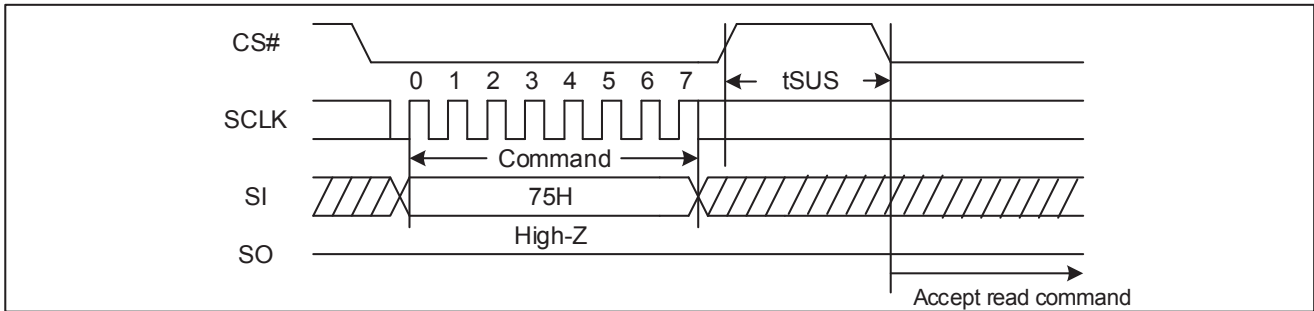 CS#
0 1 2 3 4 5 6 7
tSUS
SCLK
Command
SI
75H
High-Z
SO
Accept read command